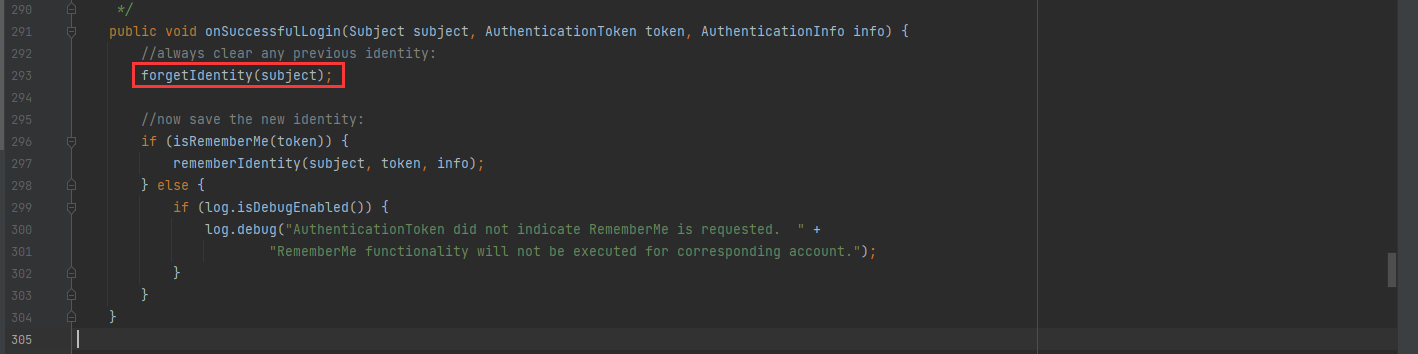 290 */
291 public void onSuccessfulLogin(Subject subject, AuthenticationToken token, AuthenticationInfo info) {
292 //always clear any previous identity:
293 forgetIdentity(subject);
294
295 //now save the new identity:
296 if (isRememberMe(token)) {
297 rememberIdentity(subject, token, info);
298 } else {
299 if (log.isDebugEnabled()) {
300 log.debug("AuthenticationToken did not indicate RememberMe is requested.  " +
301 "RememberMe functionality will not be executed for corresponding account.");
302 }
303 }
304 }
305